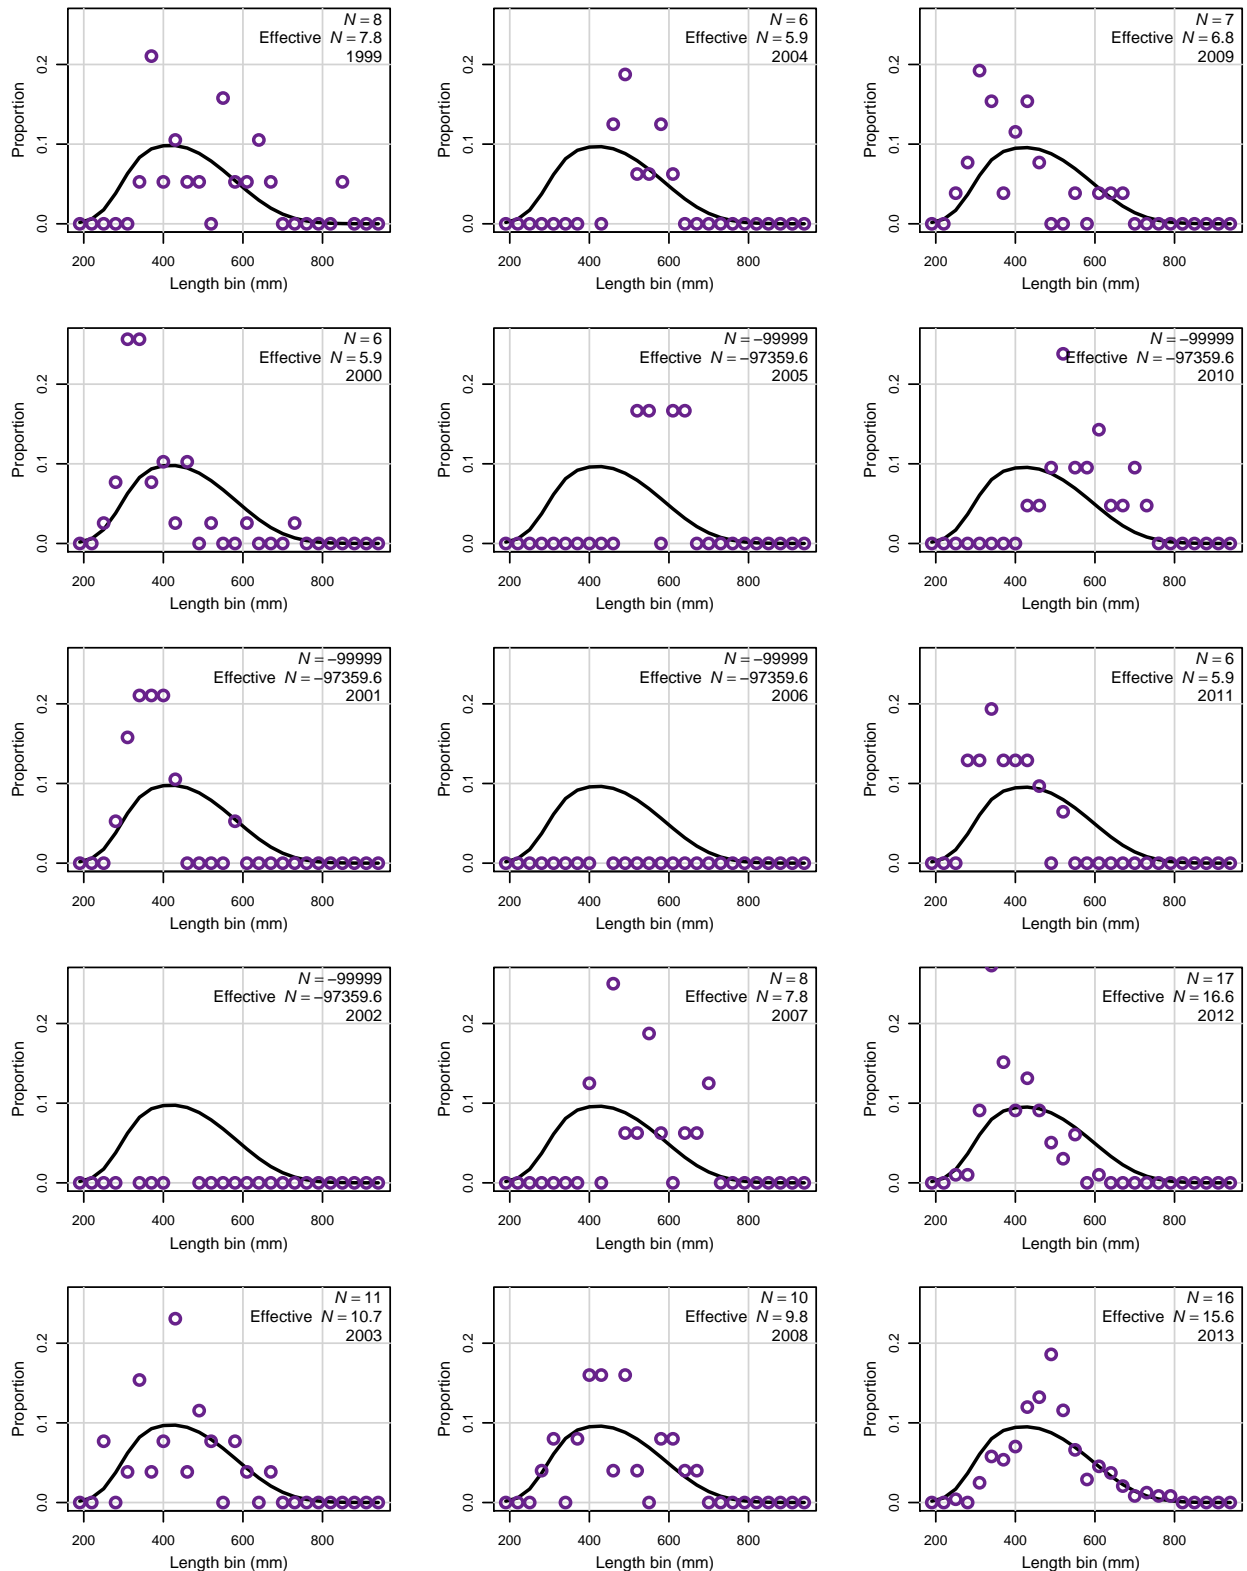 N = 8
Effective N = 7.8
1999
0.0 0.1 0.2
Proportion
200 400 600 800
Length bin (mm)
N = 6
Effective N = 5.9
2004
0.0 0.1 0.2
Proportion
200 400 600 800
Length bin (mm)
N = 7
Effective N = 6.8
2009
0.0 0.1 0.2
Proportion
200 400 600 800
Length bin (mm)
N = 6
Effective N = 5.9
2000
0.0 0.1 0.2
Proportion
200 400 600 800
Length bin (mm)
N = −99999
Effective N = −97359.6
2005
0.0 0.1 0.2
Proportion
200 400 600 800
Length bin (mm)
N = −99999
Effective N = −97359.6
2010
0.0 0.1 0.2
Proportion
200 400 600 800
Length bin (mm)
N = −99999
Effective N = −97359.6
2001
0.0 0.1 0.2
Proportion
200 400 600 800
Length bin (mm)
N = −99999
Effective N = −97359.6
2006
0.0 0.1 0.2
Proportion
200 400 600 800
Length bin (mm)
N = 6
Effective N = 5.9
2011
0.0 0.1 0.2
Proportion
200 400 600 800
Length bin (mm)
N = −99999
Effective N = −97359.6
2002
0.0 0.1 0.2
Proportion
200 400 600 800
Length bin (mm)
N = 8
Effective N = 7.8
2007
0.0 0.1 0.2
Proportion
200 400 600 800
Length bin (mm)
N = 17
Effective N = 16.6
2012
0.0 0.1 0.2
Proportion
200 400 600 800
Length bin (mm)
N = 11
Effective N = 10.7
2003
0.0 0.1 0.2
Proportion
200 400 600 800
Length bin (mm)
N = 10
Effective N = 9.8
2008
0.0 0.1 0.2
Proportion
200 400 600 800
Length bin (mm)
N = 16
Effective N = 15.6
2013
0.0 0.1 0.2
Proportion
200 400 600 800
Length bin (mm)